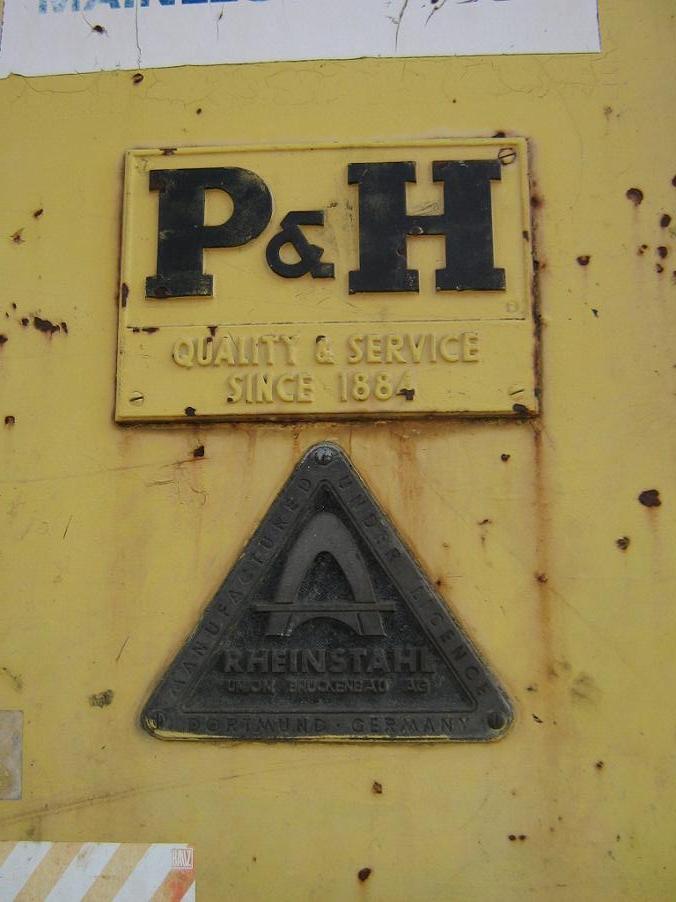 P&H
QUALITY & SERVICE
SINCE 1884
MANUFACTURED UNDER LICENCE
RHEINSTAHL
UNION BRÜCKENBAU AG
DORTMUND · GERMANY